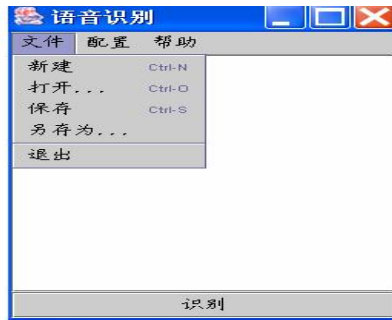 语音识别
文件 配置 帮助
新建 Ctrl-N
打开... Ctrl-O
保存 Ctrl-S
另存为...
退出
识别